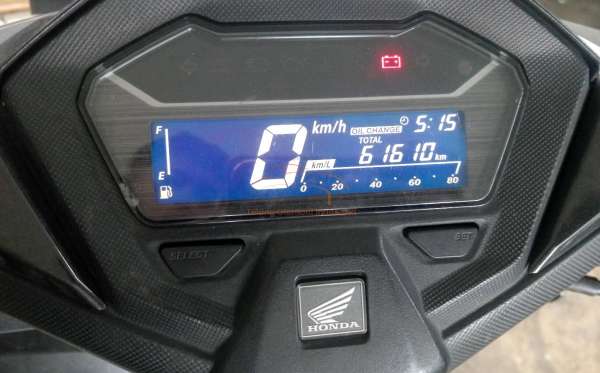 F
km/h
OIL CHANGE
5:15
TOTAL
61610 km
km/L
E
0 20 40 60 80
0
SELECT
SET
HONDA